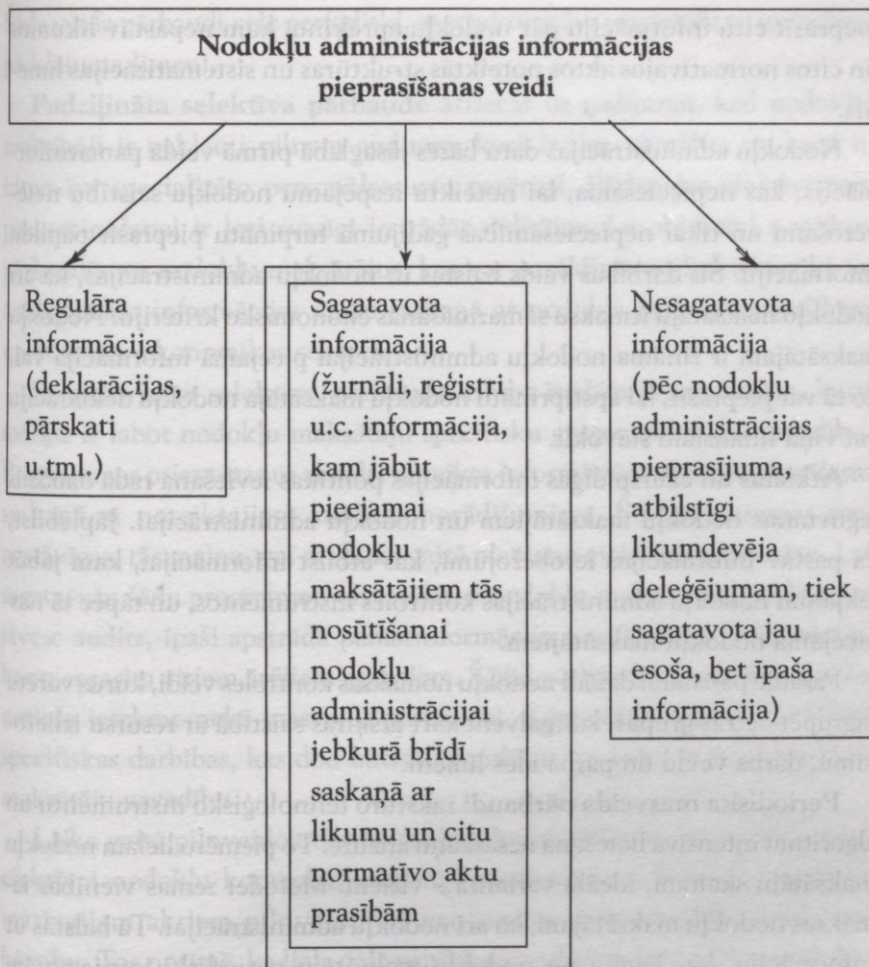 Nodokļu administrācijas informācijas
pieprasīšanas veidi
Regulāra
informācija
(deklarācijas,
pārskati
u.tml.)
Sagatavota
informācija
(žurnāli, reģistri
u.c. informācija,
kam jābūt
pieejamai
nodokļu
maksātājiem tās
nosūtīšanai
nodokļu
administrācijai
jebkurā brīdī
saskaņā ar
likumu un citu
normatīvo aktu
prasībām
Nesagatavota
informācija
(pēc nodokļu
administrācijas
pieprasījuma,
atbilstīgi
likumdevēja
deleģējumam, tiek
sagatavota jau
esoša, bet īpaša
informācija)